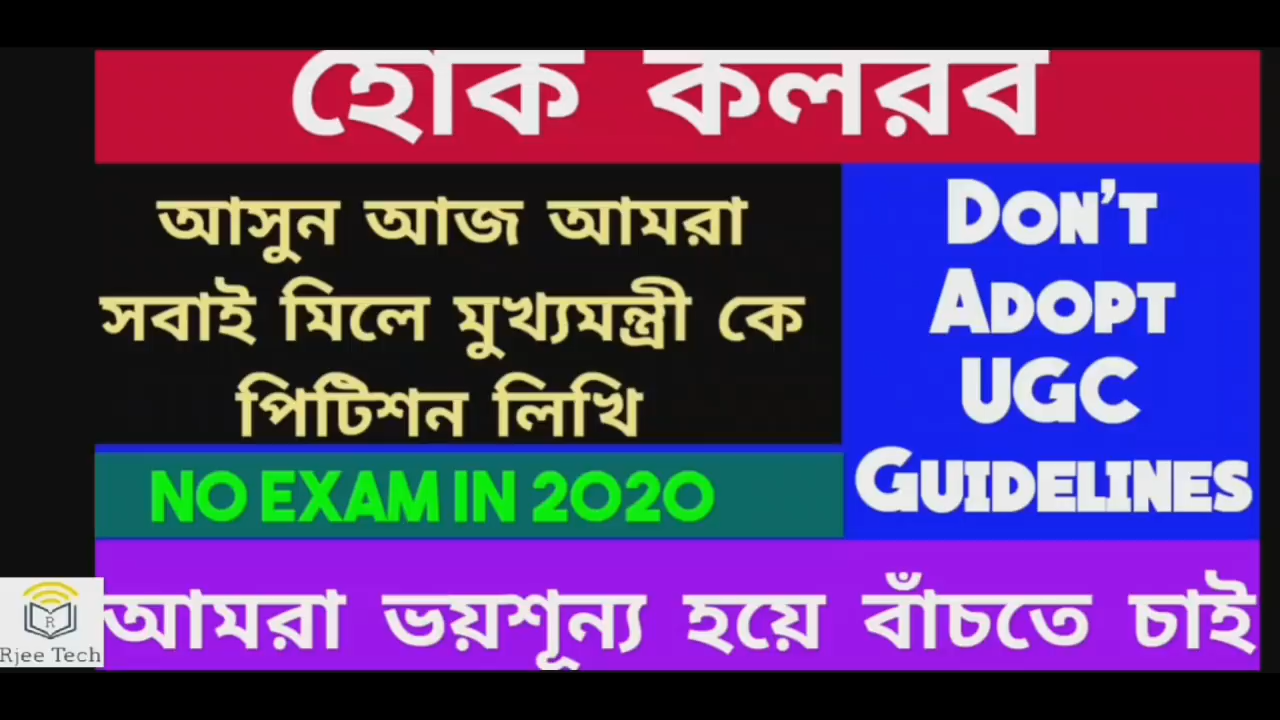 হোক কলরব
আসুন আজ আমরা
সবাই মিলে মুখ্যমন্ত্রী কে
পিটিশন লিখি
DON'T
ADOPT
UGC
GUIDELINES
NO EXAM IN 2020
আমরা ভয়শূন্য হয়ে বাঁচতে চাই
R
Rjee Tech